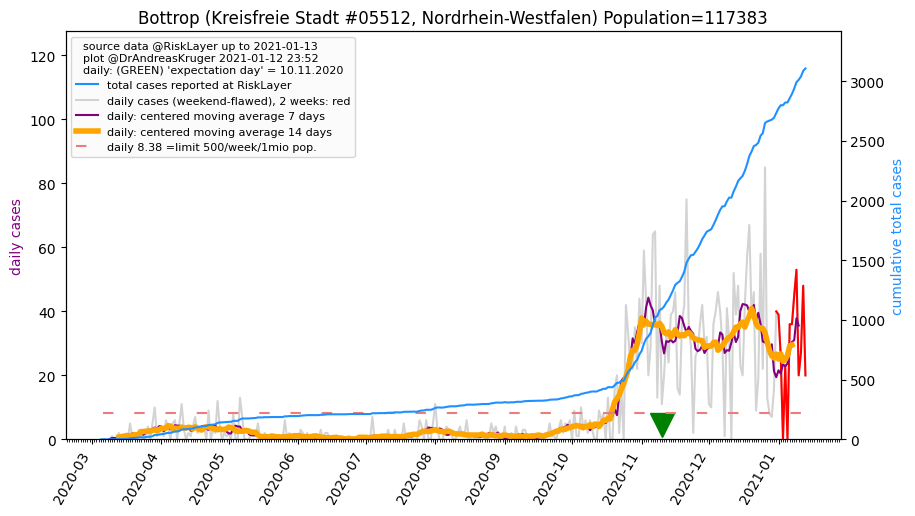 Bottrop (Kreisfreie Stadt #05512, Nordrhein-Westfalen) Population=117383
source data @RiskLayer up to 2021-01-13
plot @DrAndreasKruger 2021-01-12 23:52
daily: (GREEN) 'expectation day' = 10.11.2020
total cases reported at RiskLayer
daily cases (weekend-flawed), 2 weeks: red
daily: centered moving average 7 days
daily: centered moving average 14 days
daily 8.38 =limit 500/week/1mio pop.
daily cases
120
100
80
60
40
20
0
cumulative total cases
3000
2500
2000
1500
1000
500
0
2020-03
2020-04
2020-05
2020-06
2020-07
2020-08
2020-09
2020-10
2020-11
2020-12
2021-01